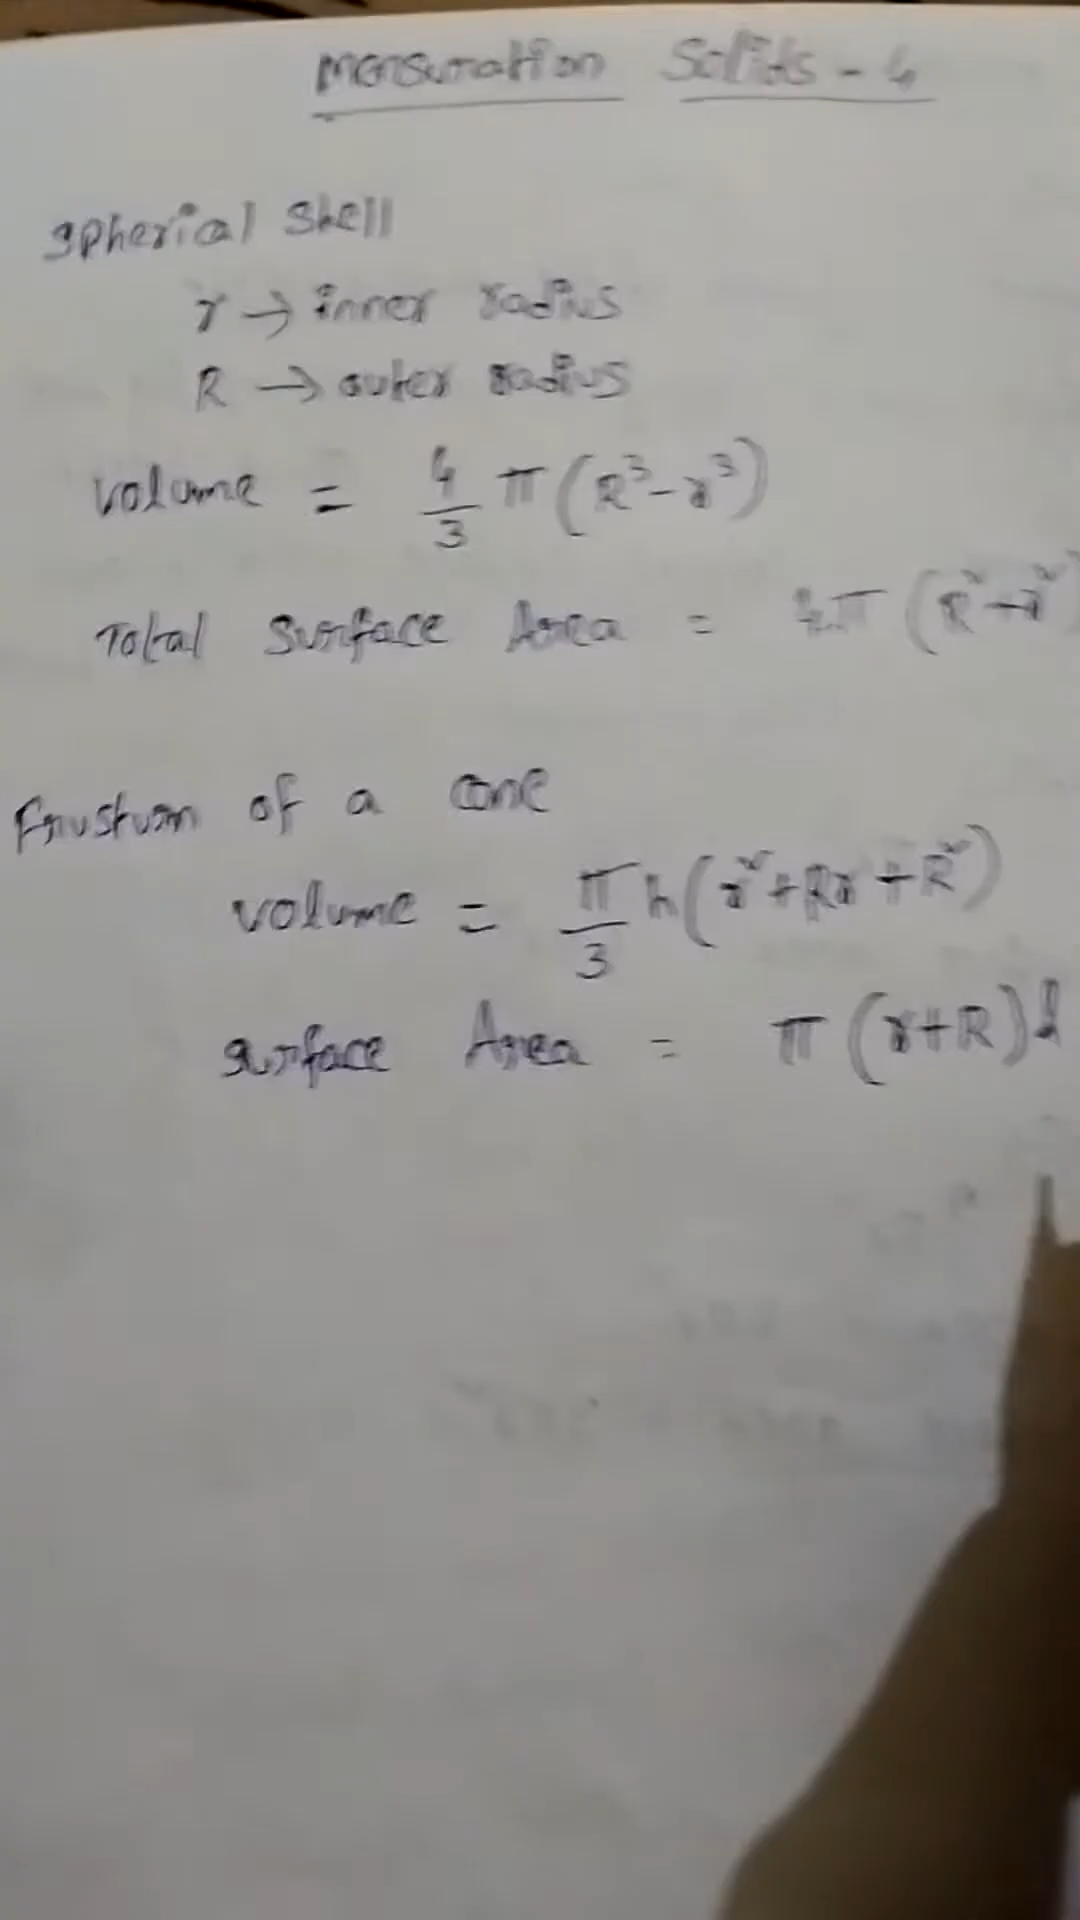 Mensuration Solids - 4
Spherical Shell
r → inner radius
R → outer radius
volume = 4/3 π (R³ - r³)
Total Surface Area = 4π (R² + r²)
Frustum of a cone
volume = π/3 h (r² + Rr + R²)
surface Area = π (r+R) l